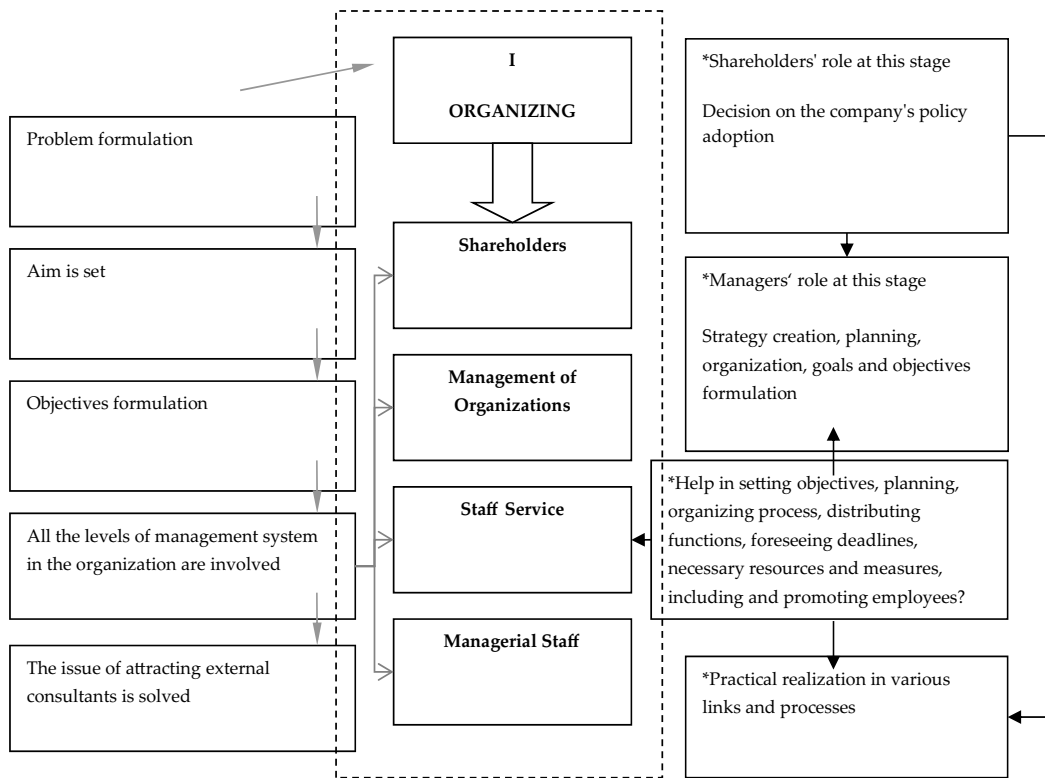 Problem formulation
Aim is set
Objectives formulation
All the levels of management system
in the organization are involved
The issue of attracting external
consultants is solved
I
ORGANIZING
Shareholders
Management of
Organizations
Staff Service
Managerial Staff
*Shareholders' role at this stage
Decision on the company's policy
adoption
*Managers‘ role at this stage
Strategy creation, planning,
organization, goals and objectives
formulation
*Help in setting objectives, planning,
organizing process, distributing
functions, foreseeing deadlines,
necessary resources and measures,
including and promoting employees?
*Practical realization in various
links and processes